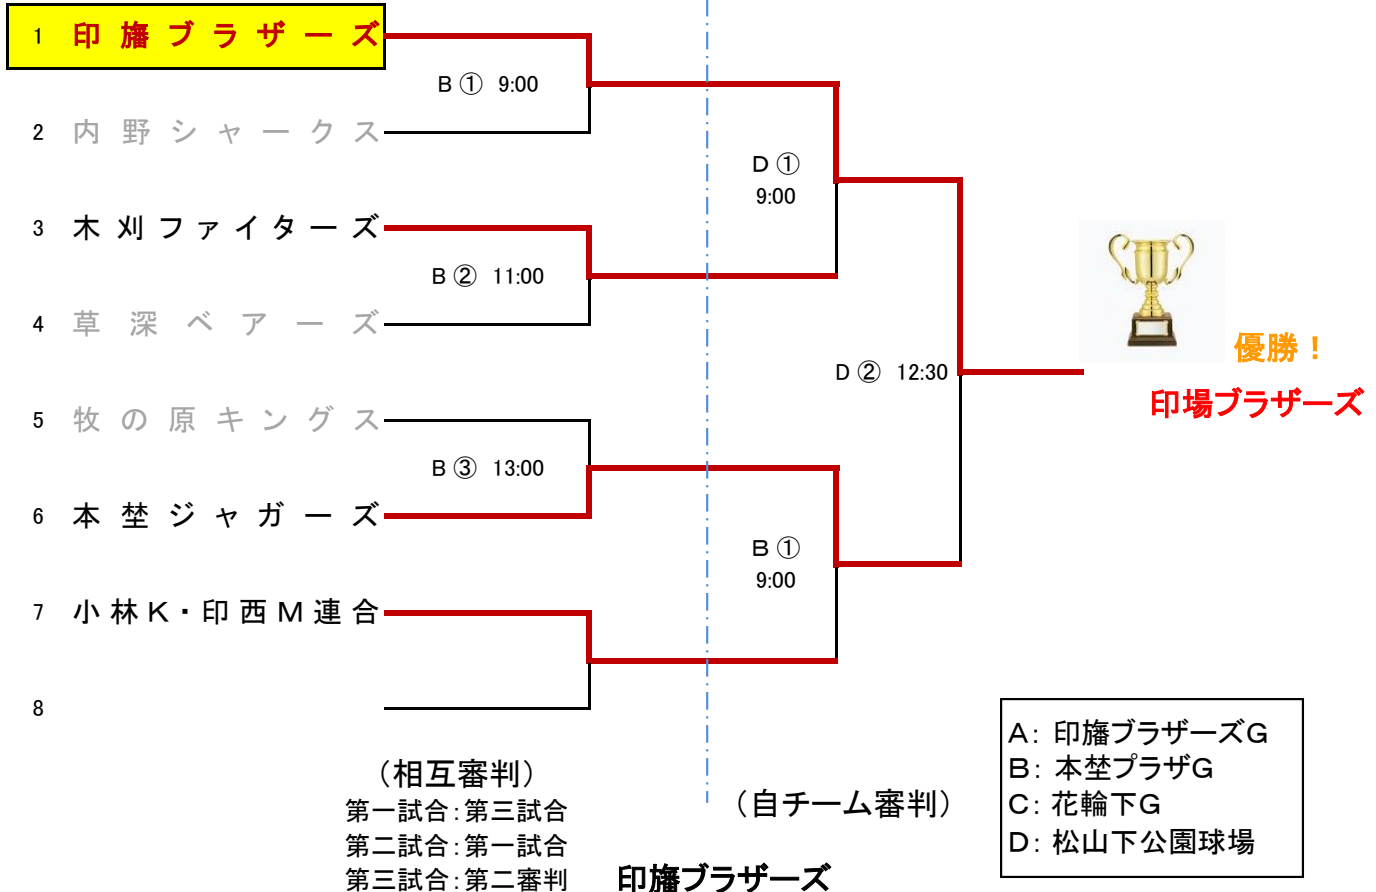 1 印旛ブラザーズ
B ① 9:00
2 内野シャークス
D ①
9:00
3 木刈ファイターズ
B ② 11:00
4 草深ベアーズ
優勝！
D ② 12:30
印場ブラザーズ
5 牧の原キングス
B ③ 13:00
6 本埜ジャガーズ
B ①
9:00
7 小林K・印西M連合
8
A：印旛ブラザーズG
B：本埜プラザG
C：花輪下G
D：松山下公園球場
（相互審判）
第一試合：第三試合
第二試合：第一試合
第三試合：第二審判
（自チーム審判）
印旛ブラザーズ